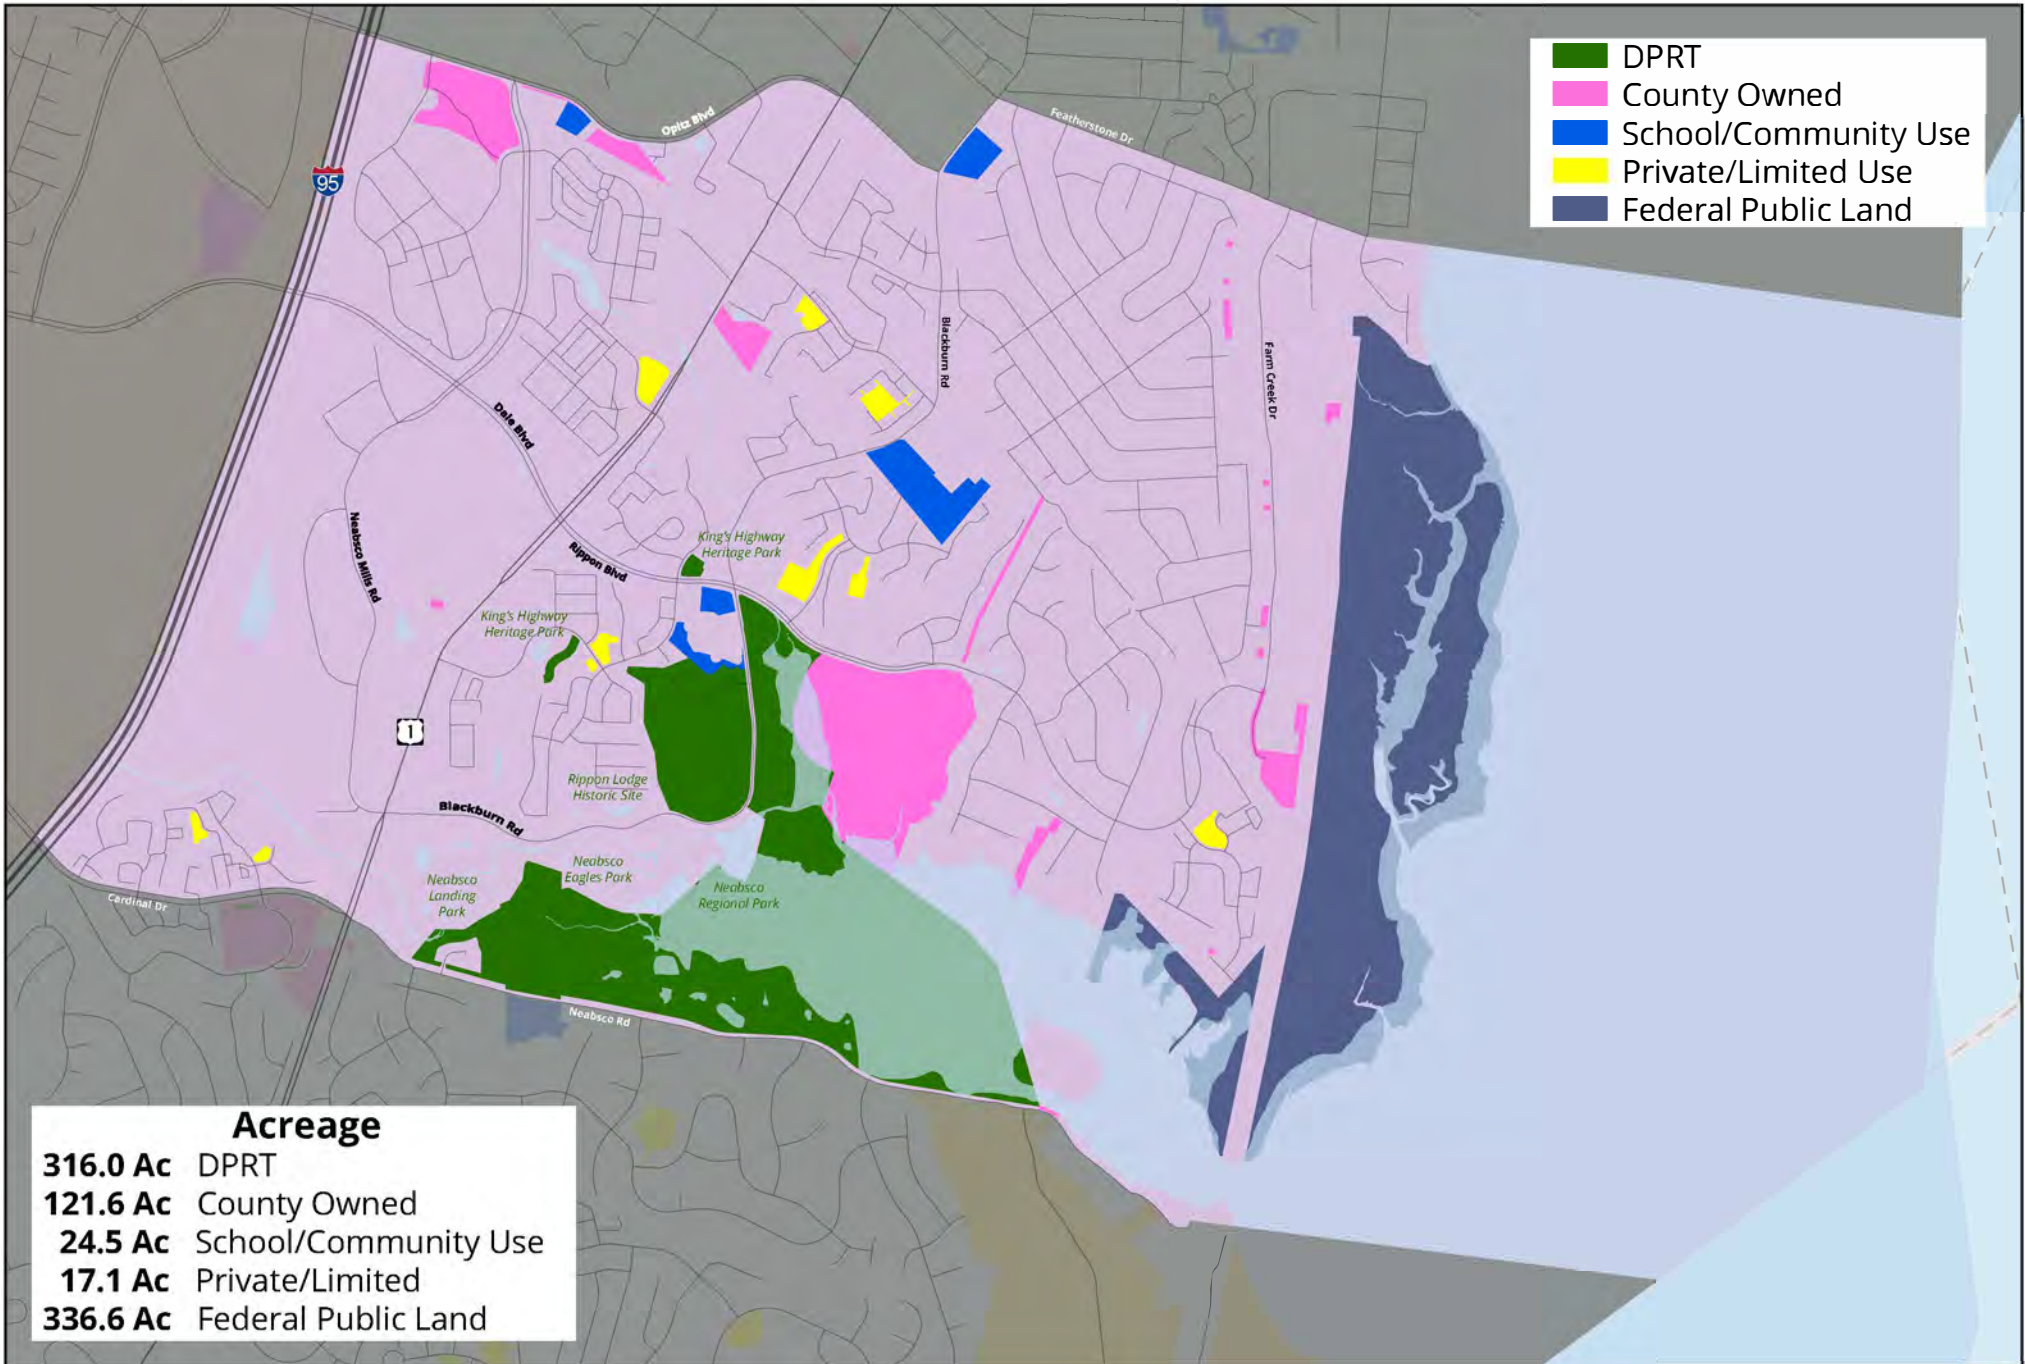 DPRT
County Owned
School/Community Use
Private/Limited Use
Federal Public Land
Opitz Blvd
Featherstone Dr
95
Blackburn Rd
Farm Creek Dr
Dale Blvd
Neabsco Mills Rd
Rippon Blvd
King's Highway
Heritage Park
King's Highway
Heritage Park
1
Rippon Lodge
Historic Site
Blackburn Rd
Neabsco
Eagles Park
Neabsco
Landing
Park
Neabsco
Regional Park
Cardinal Dr
Neabsco Rd
Acreage
316.0 Ac DPRT
121.6 Ac County Owned
24.5 Ac School/Community Use
17.1 Ac Private/Limited
336.6 Ac Federal Public Land